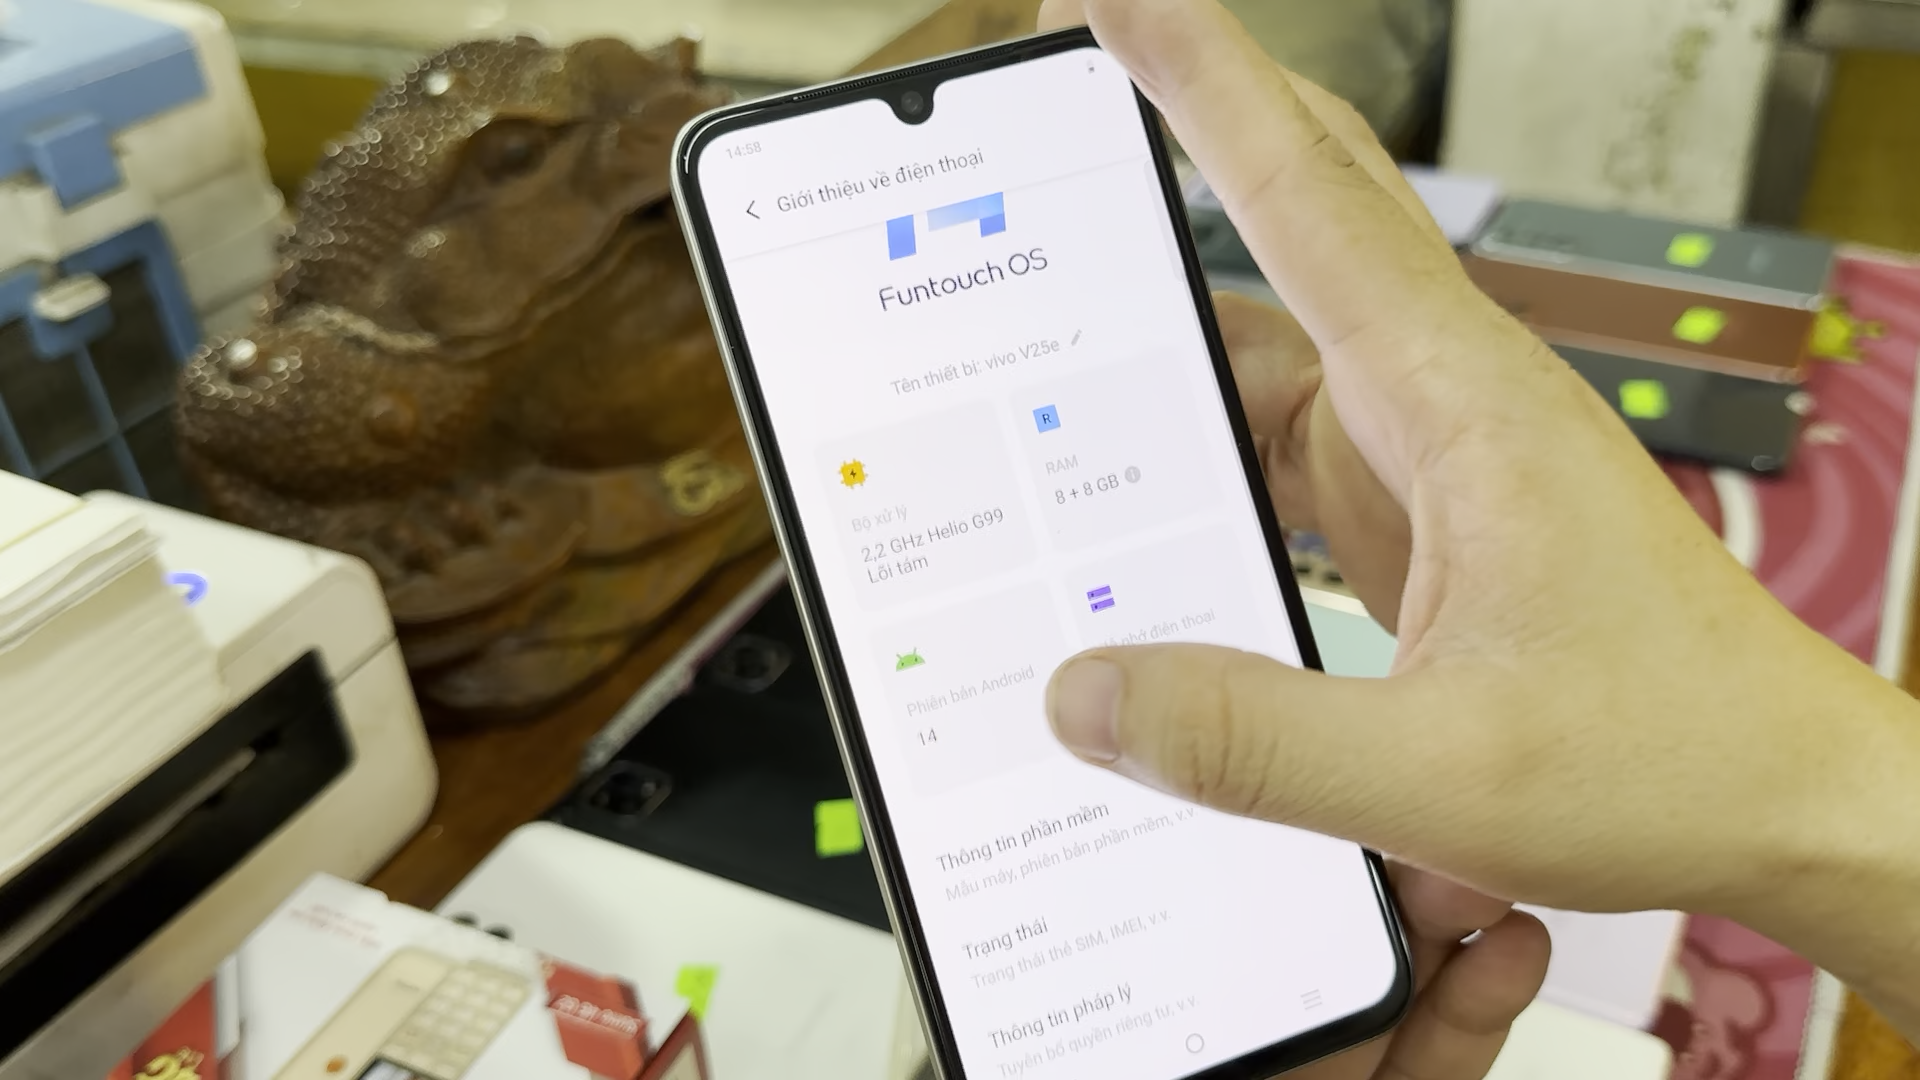 14:58
Giới thiệu về điện thoại
Funtouch OS
Tên thiết bị: vivo V25e
R
RAM
8 + 8 GB
Bộ xử lý
2,2 GHz Helio G99
Lõi tám
nhớ điện thoại
Phiên bản Android
14
Thông tin phần mềm
Mẫu máy, phiên bản phần mềm, v.v.
Trạng thái
Trạng thái thẻ SIM, IMEI, v.v.
Thông tin pháp lý
Tuyên bố quyền riêng tư, v.v.